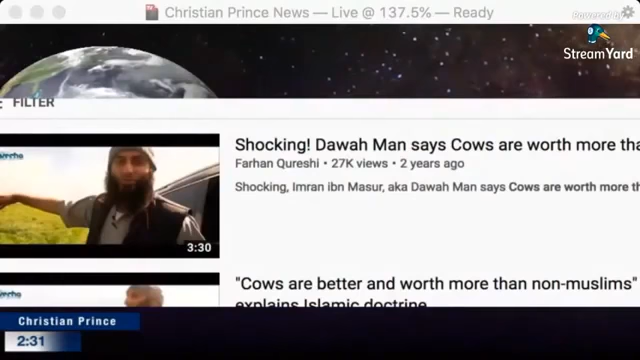 Christian Prince News — Live @ 137.5% — Ready
Powered by
StreamYard
FILTER
Shocking! Dawah Man says Cows are worth more tha
Farhan Qureshi • 27K views • 2 years ago
Shocking, Imran ibn Masur, aka Dawah Man says Cows are worth more th
3:30
"Cows are better and worth more than non-muslims"
explains Islamic doctrine
Christian Prince
2:31